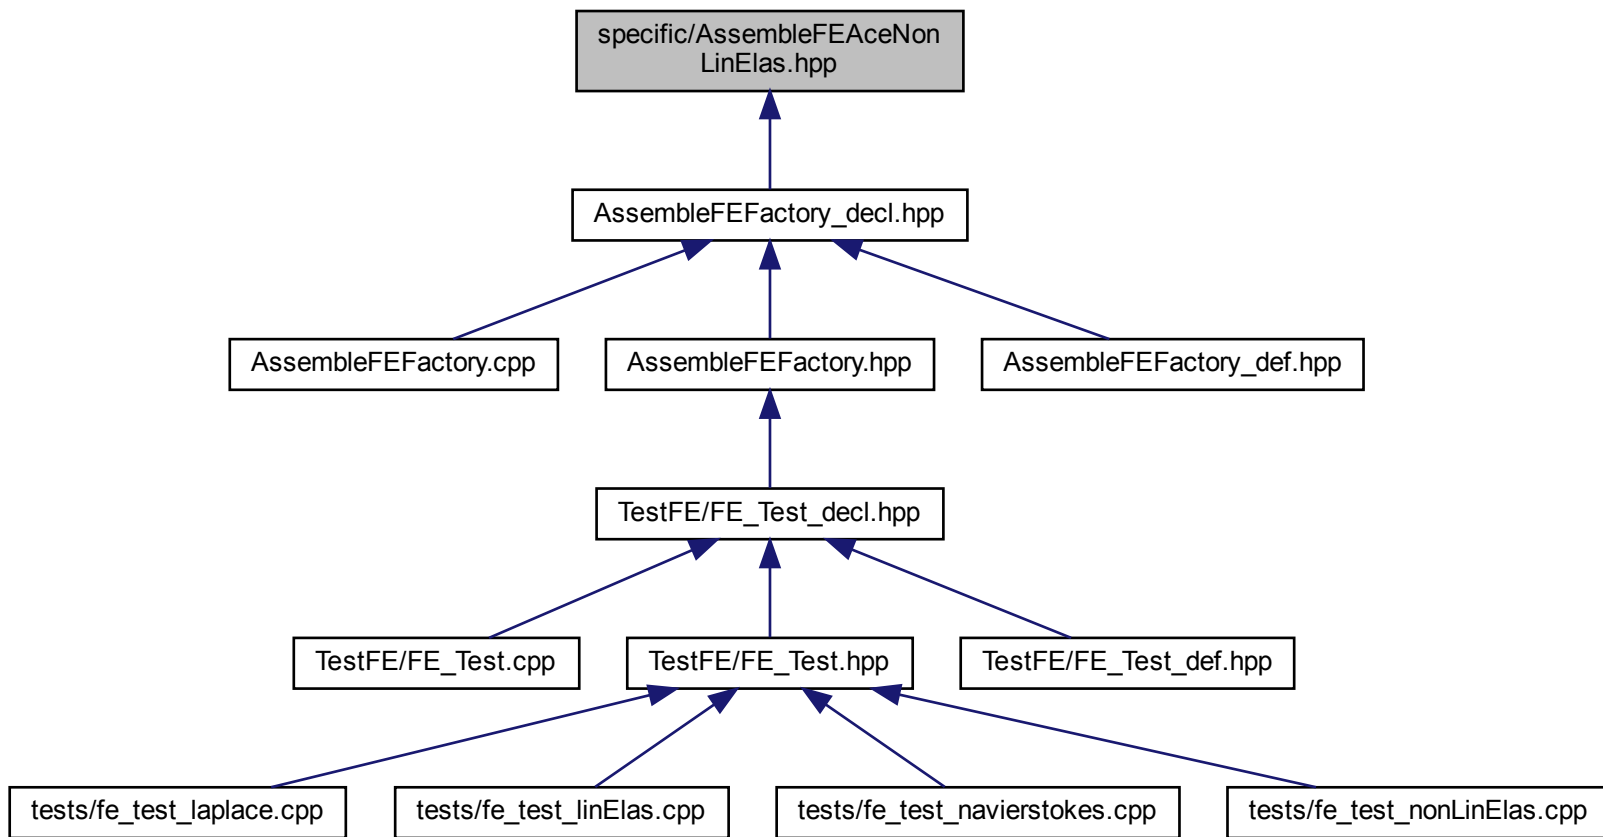 specific/AssembleFEAceNon
LinElas.hpp
AssembleFEFactory_decl.hpp
AssembleFEFactory.cpp
AssembleFEFactory.hpp
AssembleFEFactory_def.hpp
TestFE/FE_Test_decl.hpp
TestFE/FE_Test.cpp
TestFE/FE_Test.hpp
TestFE/FE_Test_def.hpp
tests/fe_test_laplace.cpp
tests/fe_test_linElas.cpp
tests/fe_test_navierstokes.cpp
tests/fe_test_nonLinElas.cpp